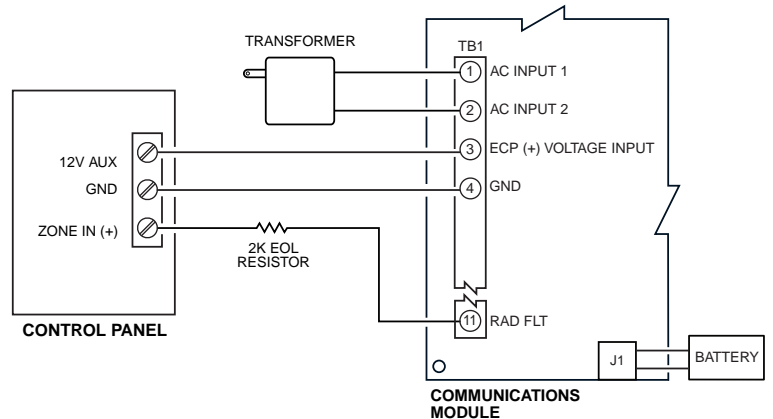 TRANSFORMER
TB1
1 AC INPUT 1
2 AC INPUT 2
12V AUX
3 ECP (+) VOLTAGE INPUT
GND
4 GND
ZONE IN (+)
2K EOL
RESISTOR
11 RAD FLT
CONTROL PANEL
J1
BATTERY
COMMUNICATIONS
MODULE